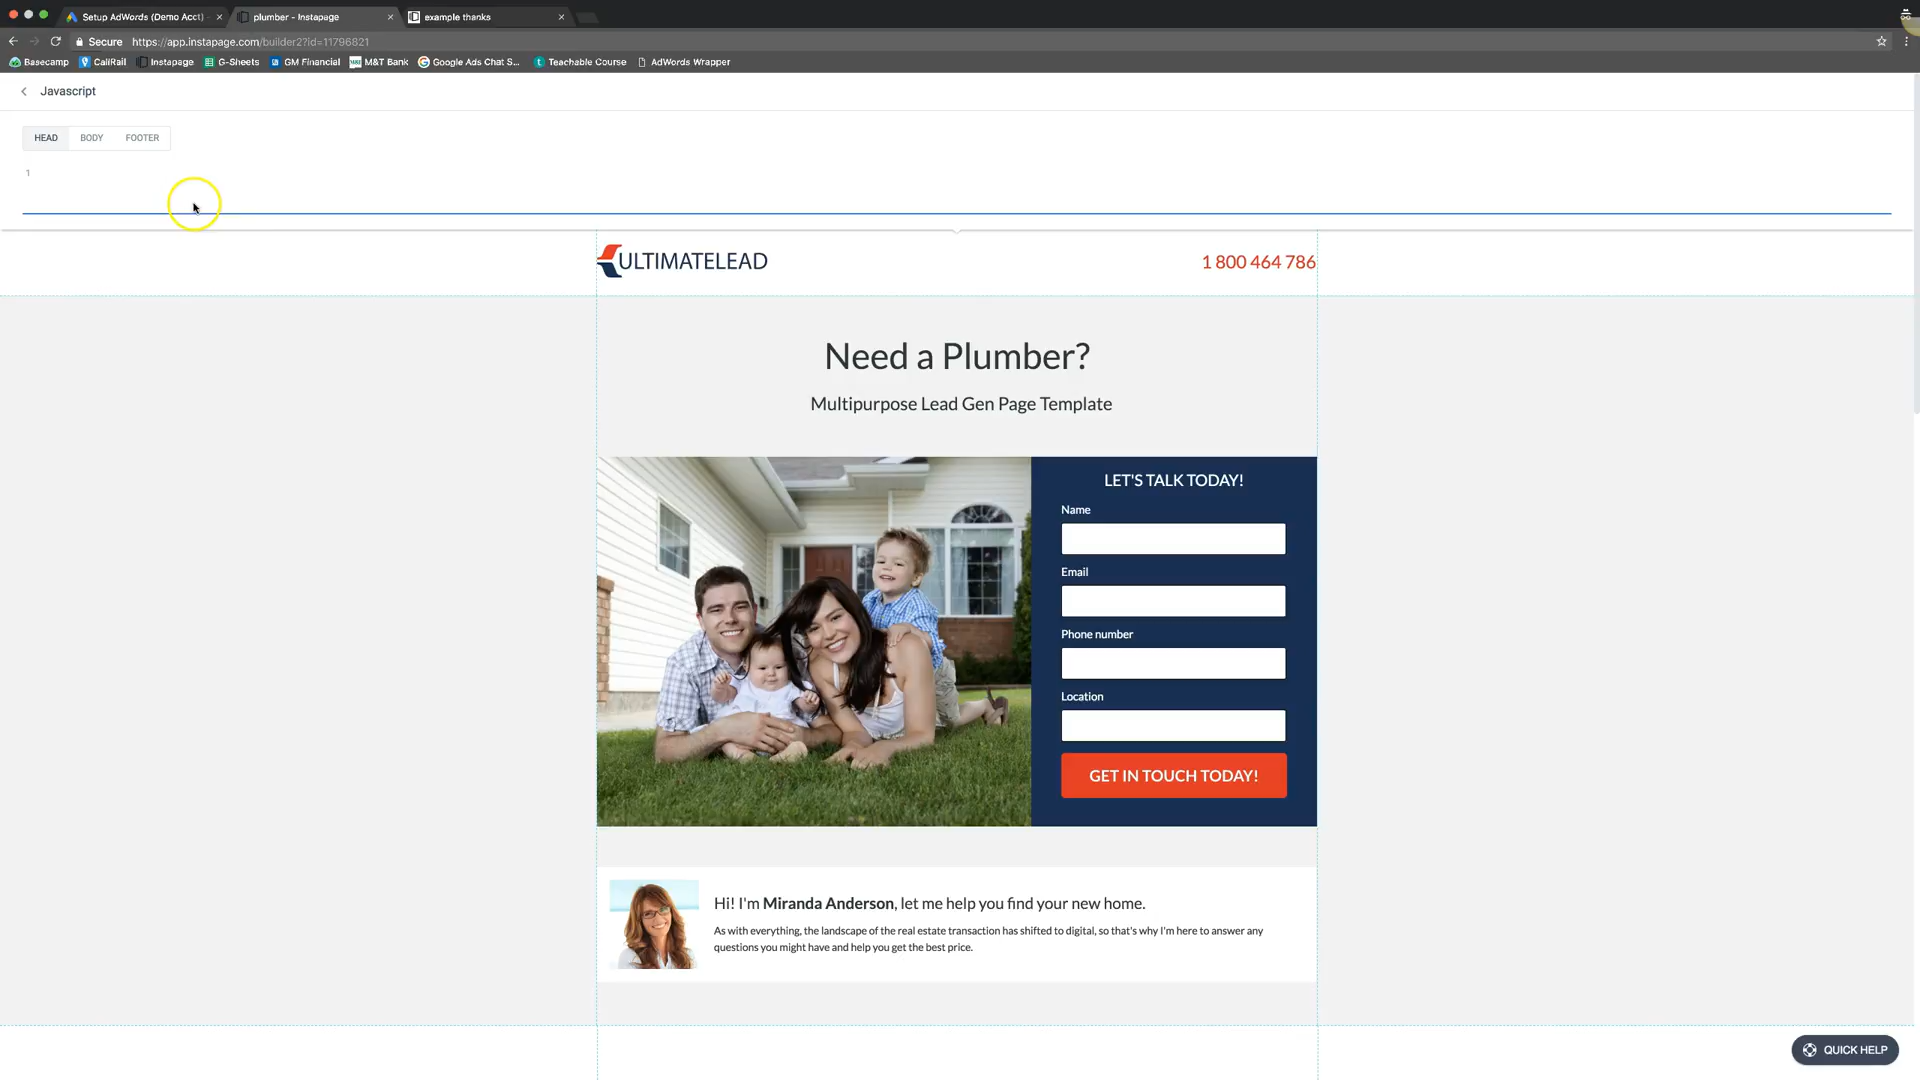 Setup AdWords (Demo Acct)
plumber - Instapage
example thanks
Secure https://app.instapage.com/builder2?id=11796821
Basecamp CallRail Instapage G-Sheets GM Financial M&T Bank Google Ads Chat S... Teachable Course AdWords Wrapper
Javascript
HEAD BODY FOOTER
1
ULTIMATELEAD
1 800 464 786
Need a Plumber?
Multipurpose Lead Gen Page Template
LET'S TALK TODAY!
Name
Email
Phone number
Location
GET IN TOUCH TODAY!
Hi! I'm Miranda Anderson, let me help you find your new home.
As with everything, the landscape of the real estate transaction has shifted to digital, so that's why I'm here to answer any
questions you might have and help you get the best price.
QUICK HELP